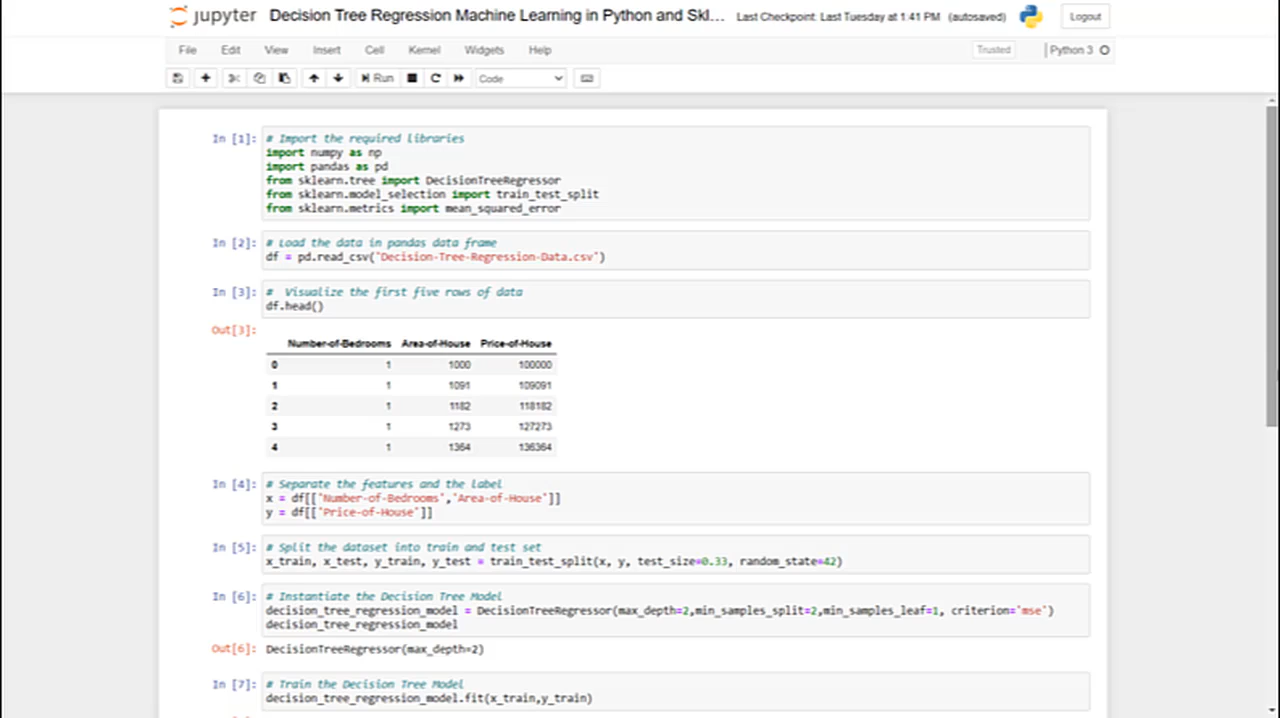 jupyter Decision Tree Regression Machine Learning in Python and Skl... Last Checkpoint: Last Tuesday at 1:41 PM (autosaved) Logout
File Edit View Insert Cell Kernel Widgets Help Trusted Python 3
Run Code
In [1]: # Import the required libraries
import numpy as np
import pandas as pd
from sklearn.tree import DecisionTreeRegressor
from sklearn.model_selection import train_test_split
from sklearn.metrics import mean_squared_error
In [2]: # Load the data in pandas data frame
df = pd.read_csv("Decision-Tree-Regression-Data.csv")
In [3]: #  Visualize the first five rows of data
df.head()
Out[3]:
Number-of-Bedrooms Area-of-House Price-of-House
0 1 1000 100000
1 1 1091 109091
2 1 1182 118182
3 1 1273 127273
4 1 1364 136364
In [4]: # Separate the features and the label
x = df[['Number-of-Bedrooms','Area-of-House']]
y = df[['Price-of-House']]
In [5]: # Split the dataset into train and test set
x_train, x_test, y_train, y_test = train_test_split(x, y, test_size=0.33, random_state=42)
In [6]: # Instantiate the Decision Tree Model
decision_tree_regression_model = DecisionTreeRegressor(max_depth=2,min_samples_split=2,min_samples_leaf=1, criterion='mse')
decision_tree_regression_model
Out[6]: DecisionTreeRegressor(max_depth=2)
In [7]: # Train the Decision Tree Model
decision_tree_regression_model.fit(x_train,y_train)